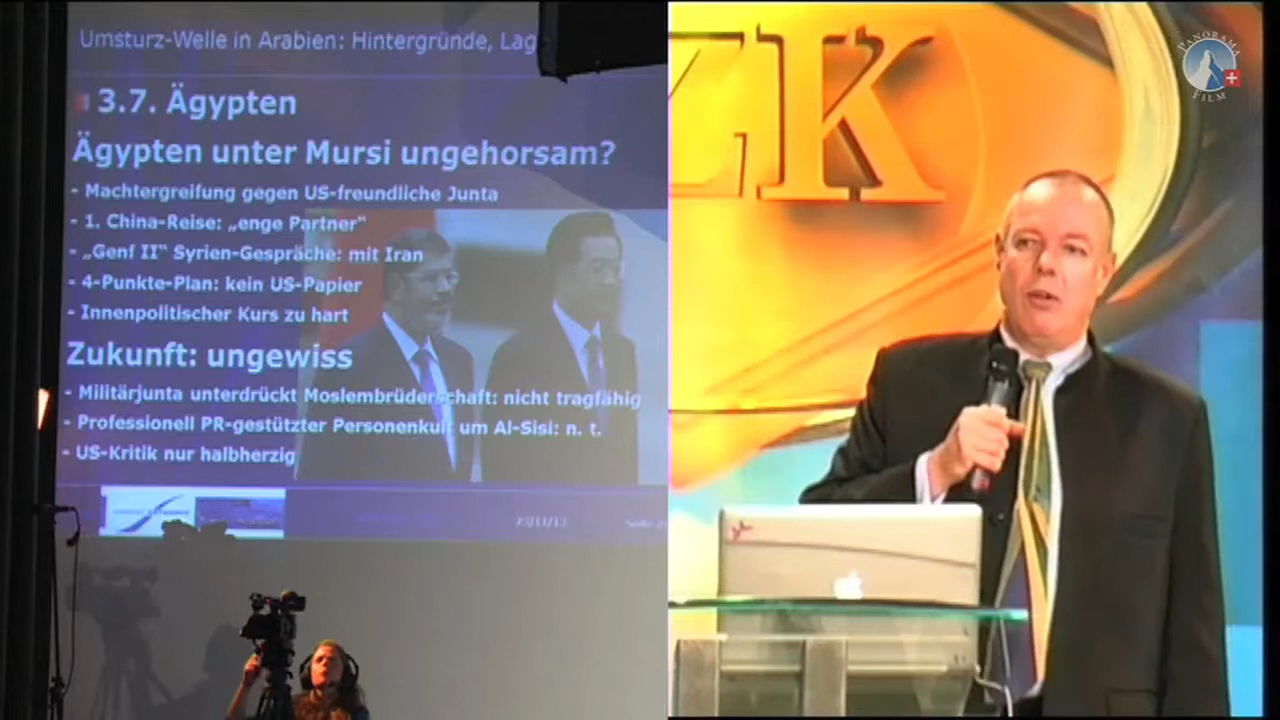 Umsturz-Welle in Arabien: Hintergründe, Lag
3.7. Ägypten
Ägypten unter Mursi ungehorsam?
- Machtergreifung gegen US-freundliche Junta
- 1. China-Reise: „enge Partner“
- „Genf II“ Syrien-Gespräche: mit Iran
- 4-Punkte-Plan: kein US-Papier
- Innenpolitischer Kurs zu hart
Zukunft: ungewiss
- Militärjunta unterdrückt Moslembrüderschaft: nicht tragfähig
- Professionell PR-gestützter Personenkult um Al-Sisi: n. t.
- US-Kritik nur halbherzig
ZK
PANORAMA
FILM